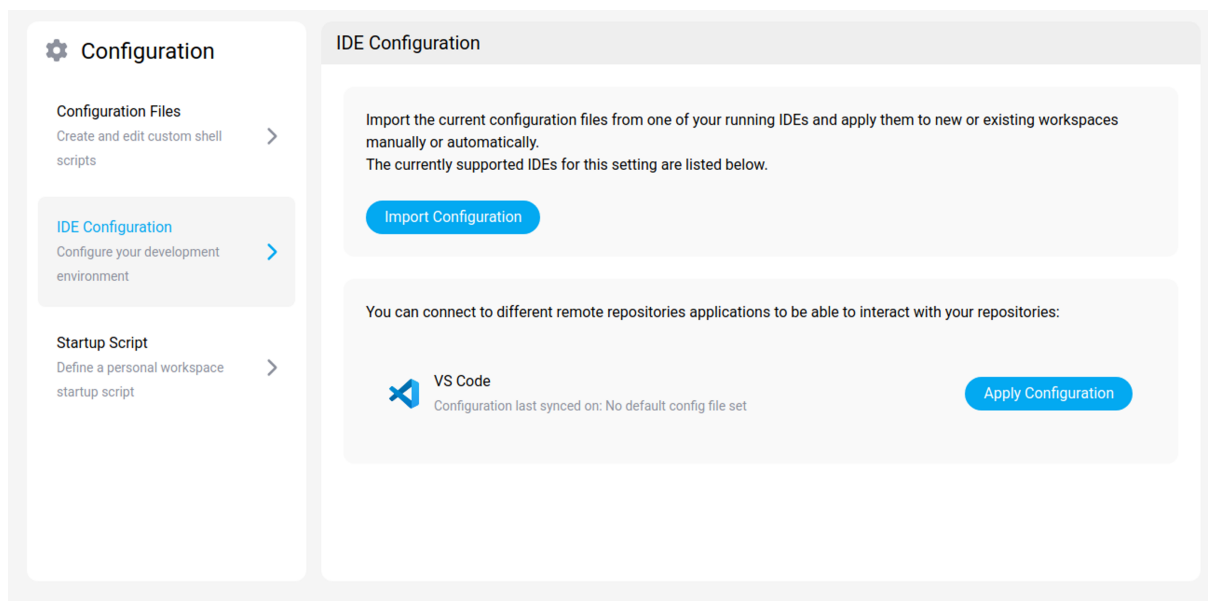 Configuration
Configuration Files
Create and edit custom shell
scripts
IDE Configuration
Configure your development
environment
Startup Script
Define a personal workspace
startup script
IDE Configuration
Import the current configuration files from one of your running IDEs and apply them to new or existing workspaces
manually or automatically.
The currently supported IDEs for this setting are listed below.
Import Configuration
You can connect to different remote repositories applications to be able to interact with your repositories:
VS Code
Configuration last synced on: No default config file set
Apply Configuration